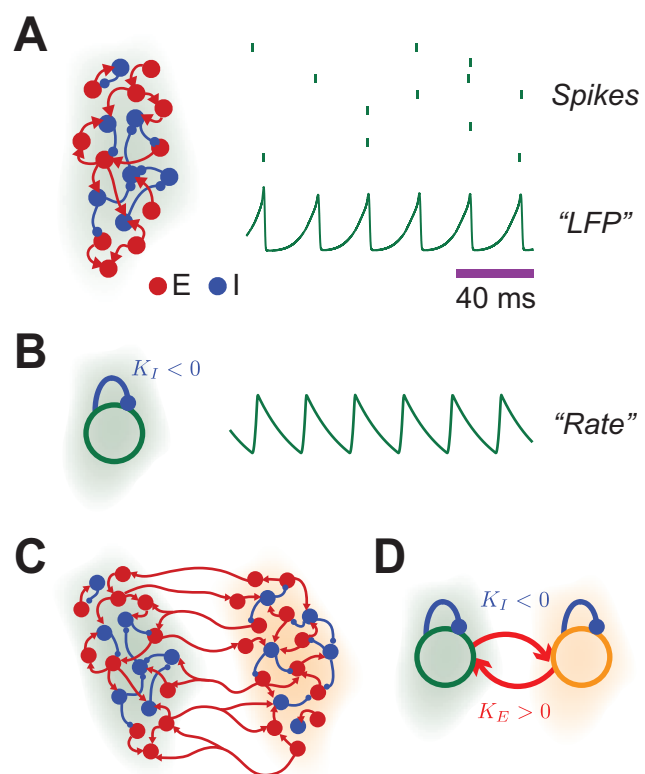 A
Spikes
“LFP”
E
I
40 ms
B
K_I < 0
“Rate”
C
D
K_I < 0
K_E > 0